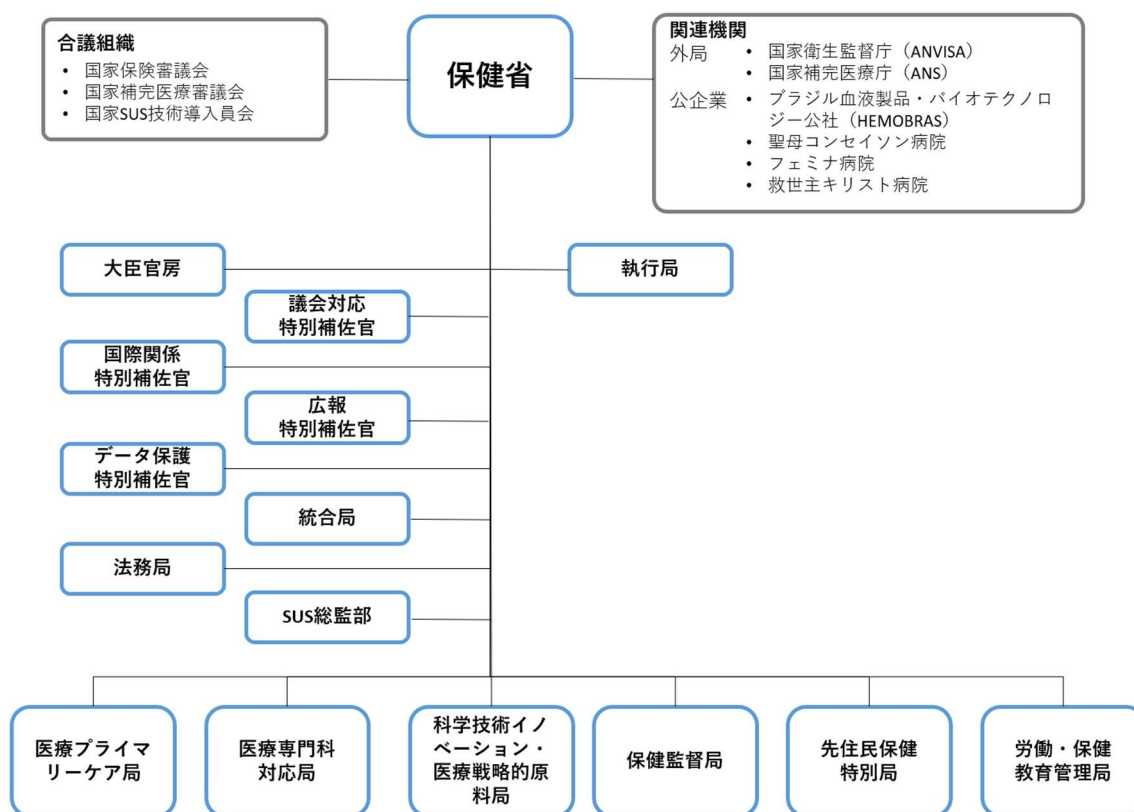 合議組織
• 国家保険審議会
• 国家補完医療審議会
• 国家SUS技術導入員会
保健省
関連機関
外局
• 国家衛生監督庁（ANVISA）
• 国家補完医療庁（ANS）
公企業
• ブラジル血液製品・バイオテクノロ
ジー公社（HEMOBRAS）
• 聖母コンセイソン病院
• フェミナ病院
• 救世主キリスト病院
大臣官房
執行局
議会対応
特別補佐官
国際関係
特別補佐官
広報
特別補佐官
データ保護
特別補佐官
統合局
法務局
SUS総監部
医療プライマ
リーケア局
医療専門科
対応局
科学技術イノ
ベーション・
医療戦略的原
料局
保健監督局
先住民保健
特別局
労働・保健
教育管理局